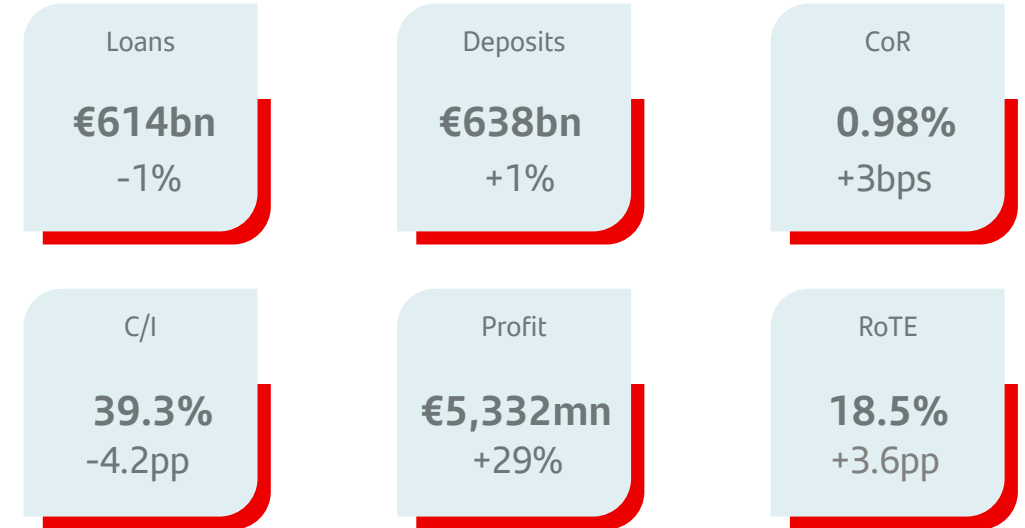 Loans
€614bn
-1%
Deposits
€638bn
+1%
CoR
0.98%
+3bps
C/I
39.3%
-4.2pp
Profit
€5,332mn
+29%
RoTE
18.5%
+3.6pp